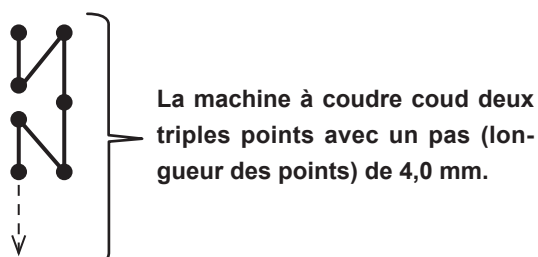 La machine à coudre coud deux
triples points avec un pas (lon-
gueur des points) de 4,0 mm.